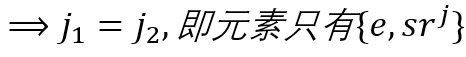 ⟹ j₁ = j₂, 即元素只有{e, srʲ}